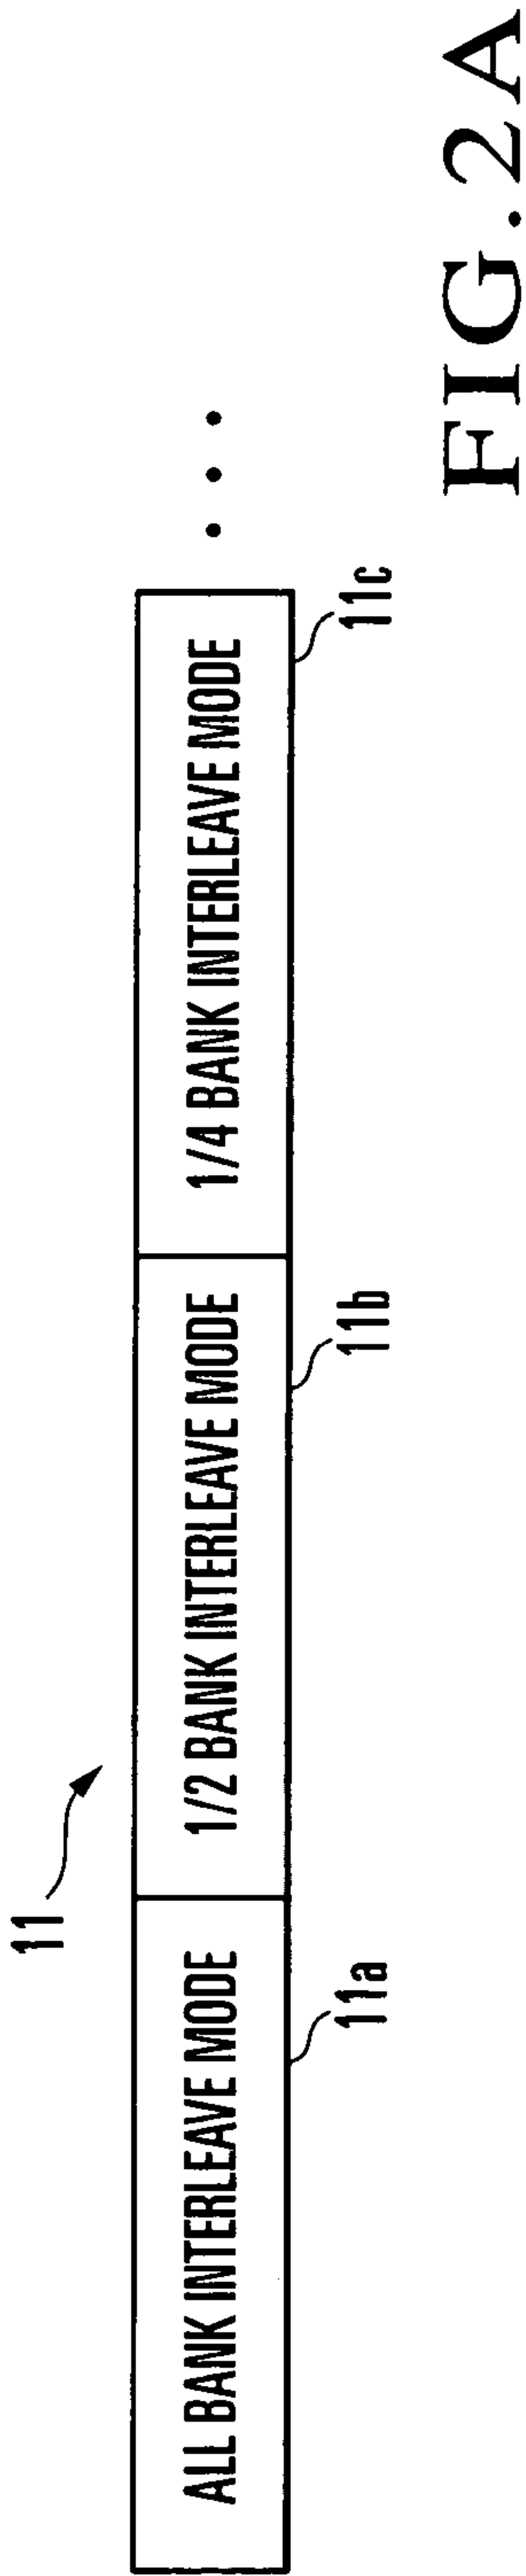 11
ALL BANK INTERLEAVE MODE
1/2 BANK INTERLEAVE MODE
1/4 BANK INTERLEAVE MODE
11a
11b
11c
FIG.2A